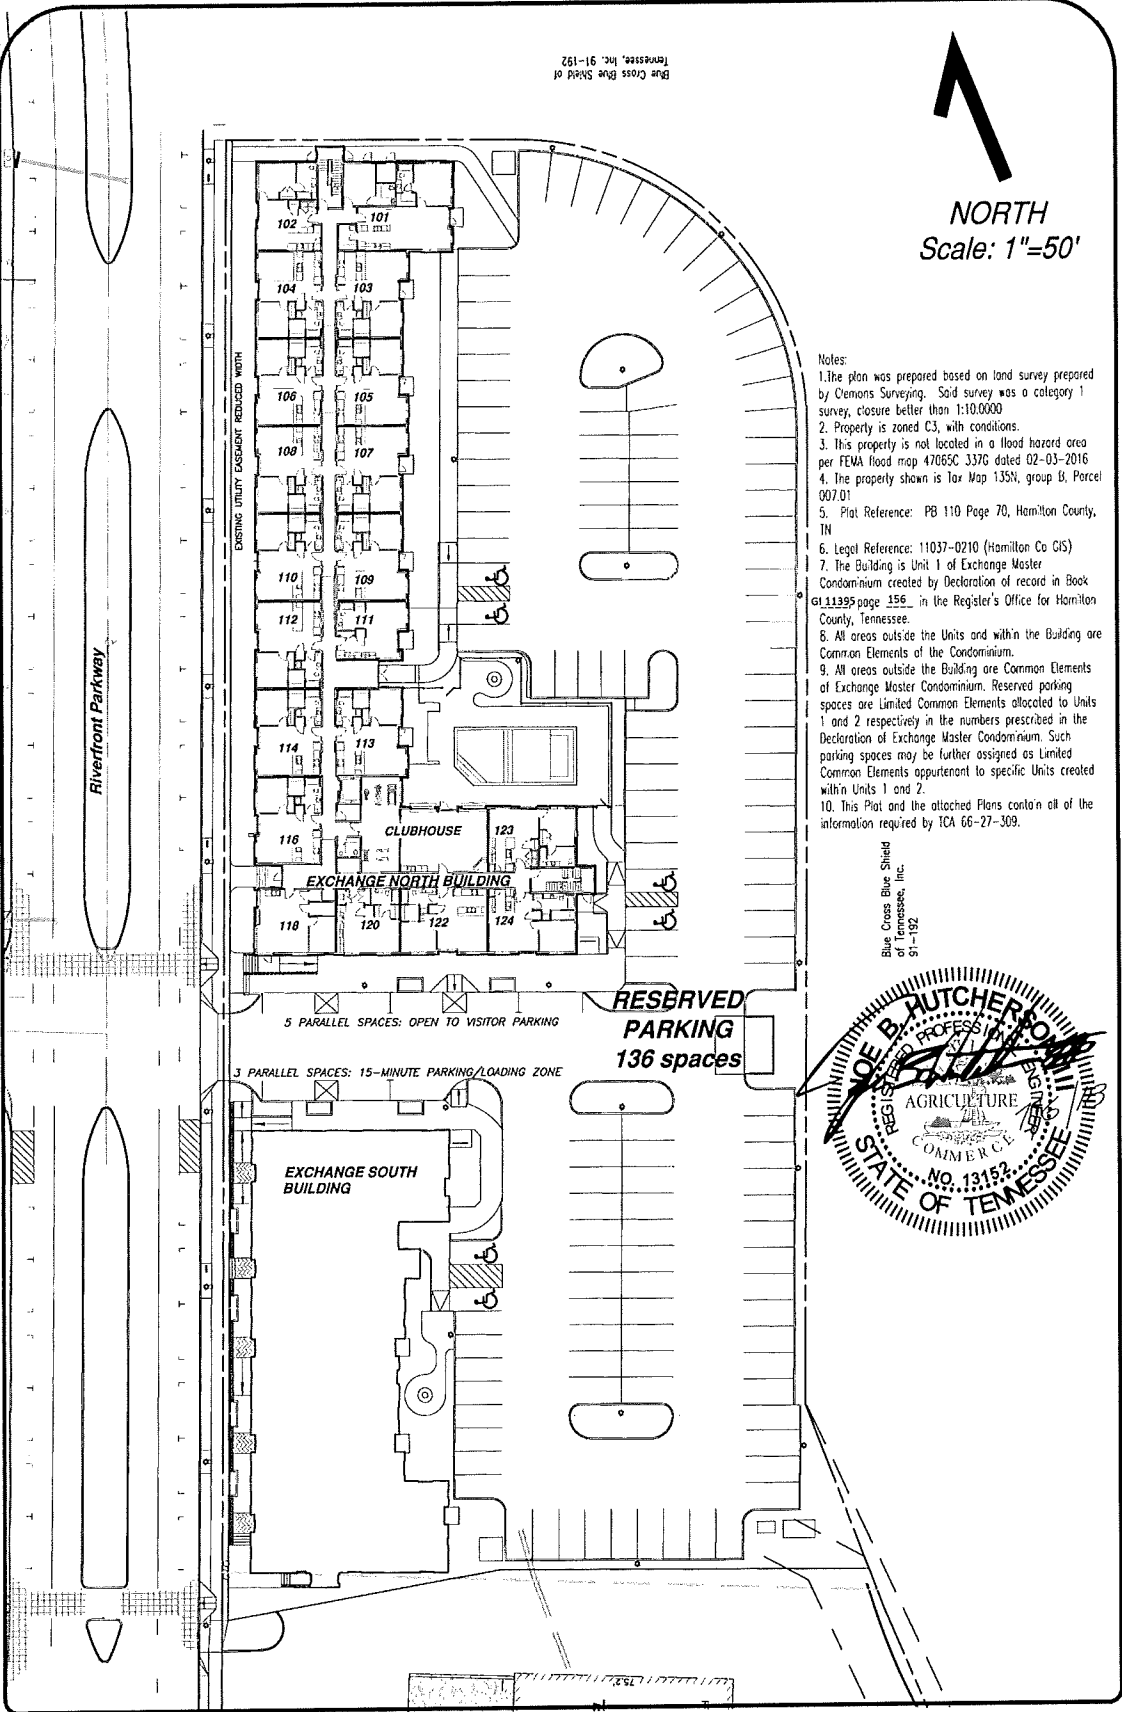 Blue Cross Blue Shield of
Tennessee, Inc. 91-192
NORTH
Scale: 1"=50'
102
101
104
103
106
105
108
107
110
109
112
111
114
113
116
CLUBHOUSE
123
EXCHANGE NORTH BUILDING
118
120
122
124
EXISTING UTILITY EASEMENT REDUCED WIDTH
Riverfront Parkway
Notes:
1.The plan was prepared based on land survey prepared
by Clemons Surveying. Said survey was a category 1
survey, closure better than 1:10.0000
2. Property is zoned C3, with conditions.
3. This property is not located in a flood hazard area
per FEMA flood map 47065C 337G dated 02-03-2016
4. The property shown is Tax Map 135N, group B, Parcel
007.01
5. Plat Reference: PB 110 Page 70, Hamilton County,
TN
6. Legal Reference: 11037-0210 (Hamilton Co GIS)
7. The Building is Unit 1 of Exchange Master
Condominium created by Declaration of record in Book
GI 11395 page 156 in the Register's Office for Hamilton
County, Tennessee.
8. All areas outside the Units and within the Building are
Common Elements of the Condominium.
9. All areas outside the Building are Common Elements
of Exchange Master Condominium. Reserved parking
spaces are Limited Common Elements allocated to Units
1 and 2 respectively in the numbers prescribed in the
Declaration of Exchange Master Condominium. Such
parking spaces may be further assigned as Limited
Common Elements appurtenant to specific Units created
within Units 1 and 2.
10. This Plat and the attached Plans contain all of the
information required by TCA 66-27-309.
Blue Cross Blue Shield
of Tennessee, Inc.
91-192
RESERVED
PARKING
136 spaces
5 PARALLEL SPACES: OPEN TO VISITOR PARKING
3 PARALLEL SPACES: 15-MINUTE PARKING/LOADING ZONE
EXCHANGE SOUTH
BUILDING
JOE B. HUTCHERSON III
REGISTERED PROFESSIONAL ENGINEER
AGRICULTURE
COMMERCE
NO. 13152
STATE OF TENNESSEE
75.2'